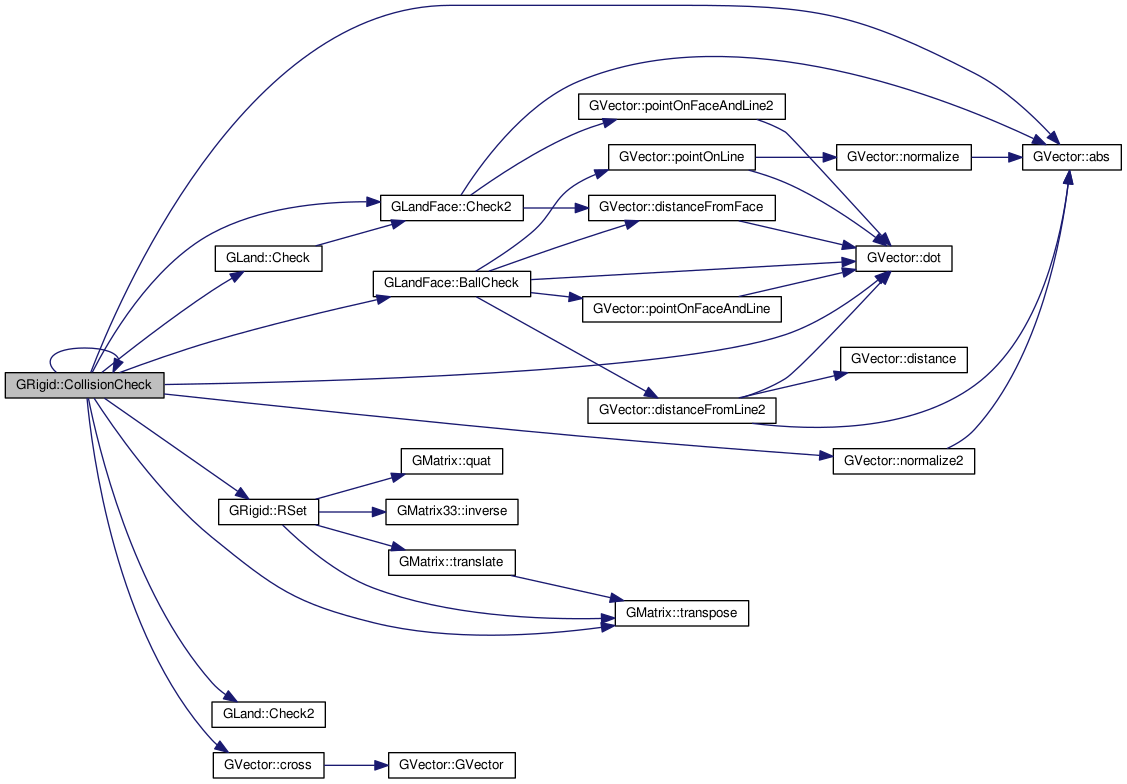 GVector::pointOnFaceAndLine2
GVector::pointOnLine
GVector::normalize
GVector::abs
GLandFace::Check2
GVector::distanceFromFace
GLand::Check
GVector::dot
GLandFace::BallCheck
GVector::pointOnFaceAndLine
GVector::distance
GRigid::CollisionCheck
GVector::distanceFromLine2
GMatrix::quat
GVector::normalize2
GRigid::RSet
GMatrix33::inverse
GMatrix::translate
GMatrix::transpose
GLand::Check2
GVector::cross
GVector::GVector